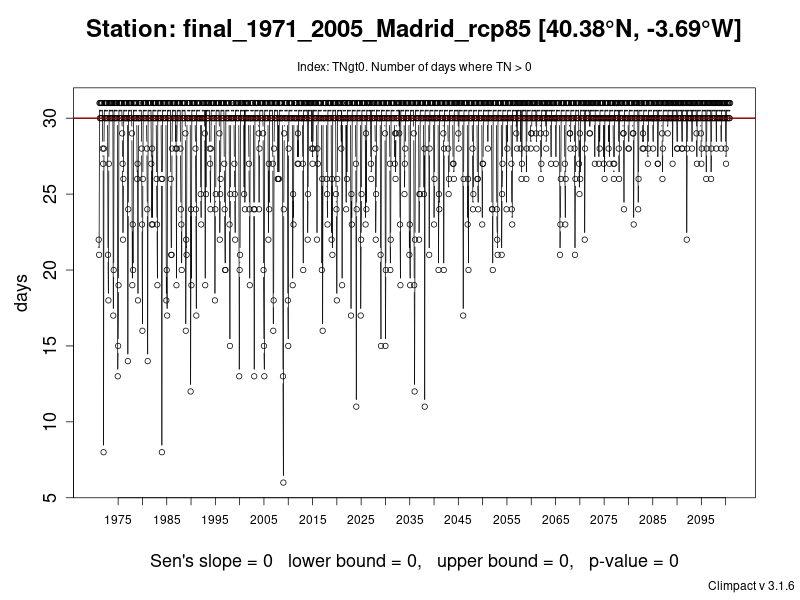 Station: final_1971_2005_Madrid_rcp85 [40.38°N, -3.69°W]
Index: TNgt0. Number of days where TN > 0
days
30
25
20
15
10
5
1975 1985 1995 2005 2015 2025 2035 2045 2055 2065 2075 2085 2095
Sen's slope = 0 lower bound = 0, upper bound = 0, p-value = 0
Climpact v 3.1.6